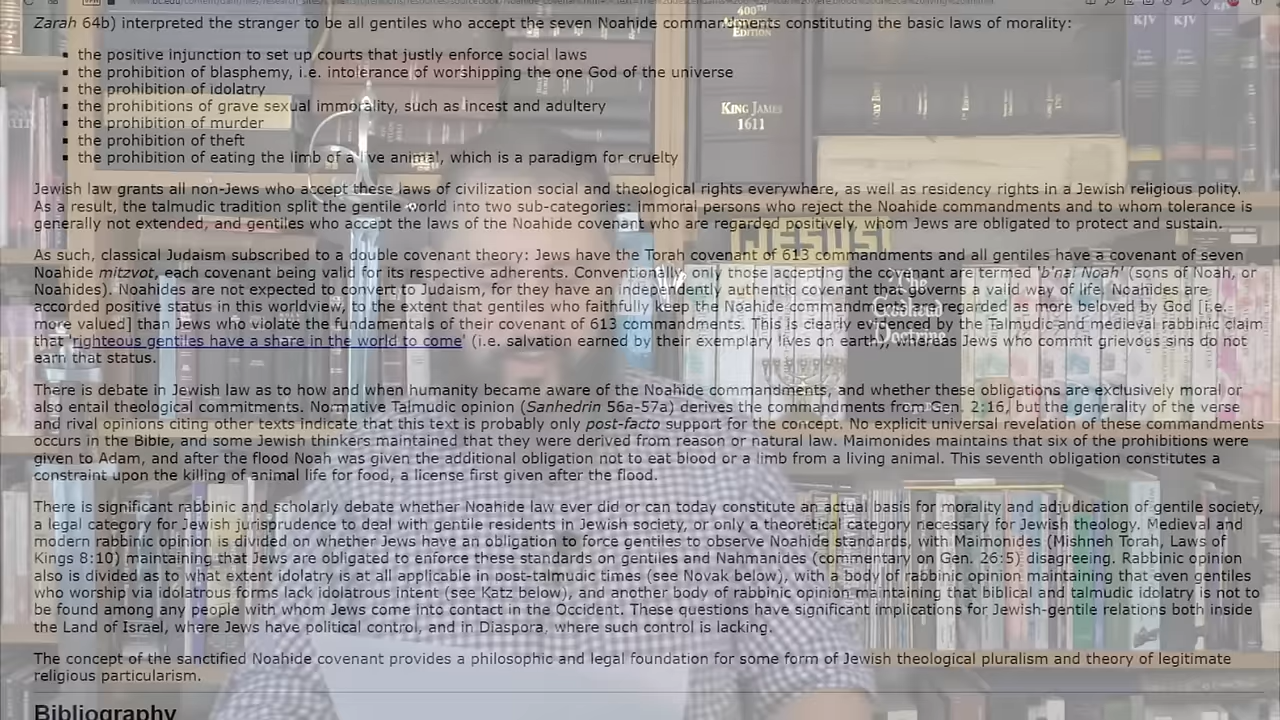 Zarah 64b) interpreted the stranger to be all gentiles who accept the seven Noahide commandments constituting the basic laws of morality:
the positive injunction to set up courts that justly enforce social laws
the prohibition of blasphemy, i.e. intolerance of worshipping the one God of the universe
the prohibition of idolatry
the prohibitions of grave sexual immorality, such as incest and adultery
the prohibition of murder
the prohibition of theft
the prohibition of eating the limb of a live animal, which is a paradigm for cruelty
Jewish law grants all non-Jews who accept these laws of civilization social and theological rights everywhere, as well as residency rights in a Jewish religious polity.
As a result, the talmudic tradition split the gentile world into two sub-categories: Immoral persons who reject the Noahide commandments and to whom tolerance is
generally not extended, and gentiles who accept the laws of the Noahide covenant who are regarded positively, whom Jews are obligated to protect and sustain.
As such, classical Judaism subscribed to a double covenant theory: Jews have the Torah covenant of 613 commandments and all gentiles have a covenant of seven
Noahide mitzvot, each covenant being valid for its respective adherents. Conventionally, only those accepting the covenant are termed 'b'nai Noah' (sons of Noah, or
Noahides). Noahides are not expected to convert to Judaism, for they have an independently authentic covenant that governs a valid way of life. Noahides are
accorded positive status in this worldview, to the extent that gentiles who faithfully keep the Noahide commandments are regarded as more beloved by God [i.e.
more valued] than Jews who violate the fundamentals of their covenant of 613 commandments. This is clearly evidenced by the Talmudic and medieval rabbinic claim
that 'righteous gentiles have a share in the world to come' (i.e. salvation earned by their exemplary lives on earth), whereas Jews who commit grievous sins do not
earn that status.
There is debate in Jewish law as to how and when humanity became aware of the Noahide commandments, and whether these obligations are exclusively moral or
also entail theological commitments. Normative Talmudic opinion (Sanhedrin 56a-57a) derives the commandments from Gen. 2:16, but the generality of the verse
and rival opinions citing other texts indicate that this text is probably only post-facto support for the concept. No explicit universal revelation of these commandments
occurs in the Bible, and some Jewish thinkers maintained that they were derived from reason or natural law. Maimonides maintains that six of the prohibitions were
given to Adam, and after the flood Noah was given the additional obligation not to eat blood or a limb from a living animal. This seventh obligation constitutes a
constraint upon the killing of animal life for food, a license first given after the flood.
There is significant rabbinic and scholarly debate whether Noahide law ever did or can today constitute an actual basis for morality and adjudication of gentile society,
a legal category for Jewish jurisprudence to deal with gentile residents in Jewish society, or only a theoretical category necessary for Jewish theology. Medieval and
modern rabbinic opinion is divided on whether Jews have an obligation to force gentiles to observe Noahide standards, with Maimonides (Mishneh Torah, Laws of
Kings 8:10) maintaining that Jews are obligated to enforce these standards on gentiles and Nahmanides (commentary on Gen. 26:5) disagreeing. Rabbinic opinion
also is divided as to what extent idolatry is at all applicable in post-talmudic times (see Novak below), with a body of rabbinic opinion maintaining that even gentiles
who worship via idolatrous forms lack idolatrous intent (see Katz below), and another body of rabbinic opinion maintaining that biblical and talmudic idolatry is not to
be found among any people with whom Jews come into contact in the Occident. These questions have significant implications for Jewish-gentile relations both inside
the Land of Israel, where Jews have political control, and in Diaspora, where such control is lacking.
The concept of the sanctified Noahide covenant provides a philosophic and legal foundation for some form of Jewish theological pluralism and theory of legitimate
religious particularism.
Bibliography
400TH
EDITION
KING JAMES
1611
KJV
KJV
JESUS
Doctrine